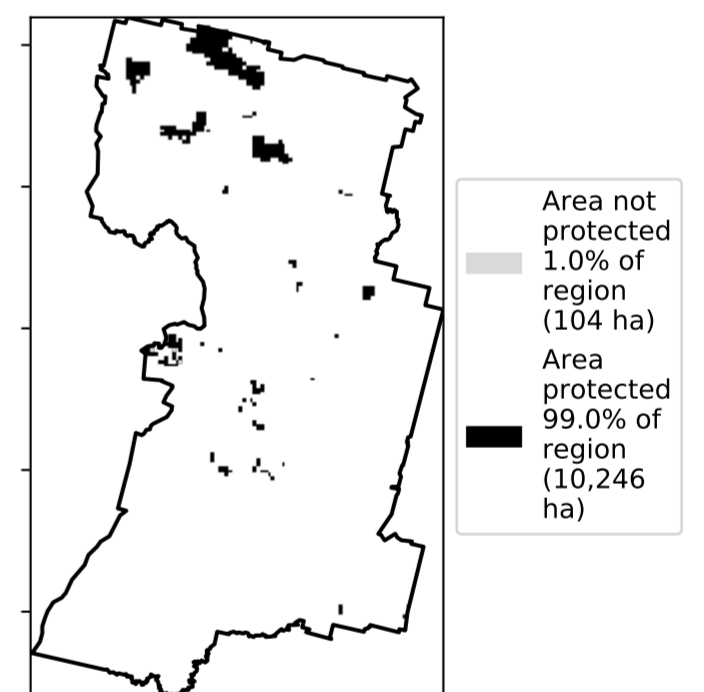 Area not
protected
1.0% of
region
(104 ha)
Area
protected
99.0% of
region
(10,246
ha)